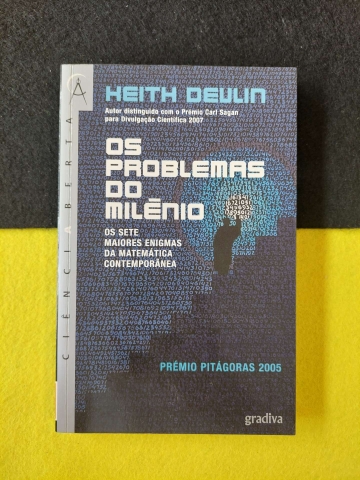 KEITH DEVLIN
Autor distinguido com o Prémio Carl Sagan
para Divulgação Científica 2007
OS
PROBLEMAS
DO
MILÉNIO
OS SETE
MAIORES ENIGMAS
DA MATEMÁTICA
CONTEMPORÂNEA
PRÉMIO PITÁGORAS 2005
gradiva
CIÊNCIA ABERTA